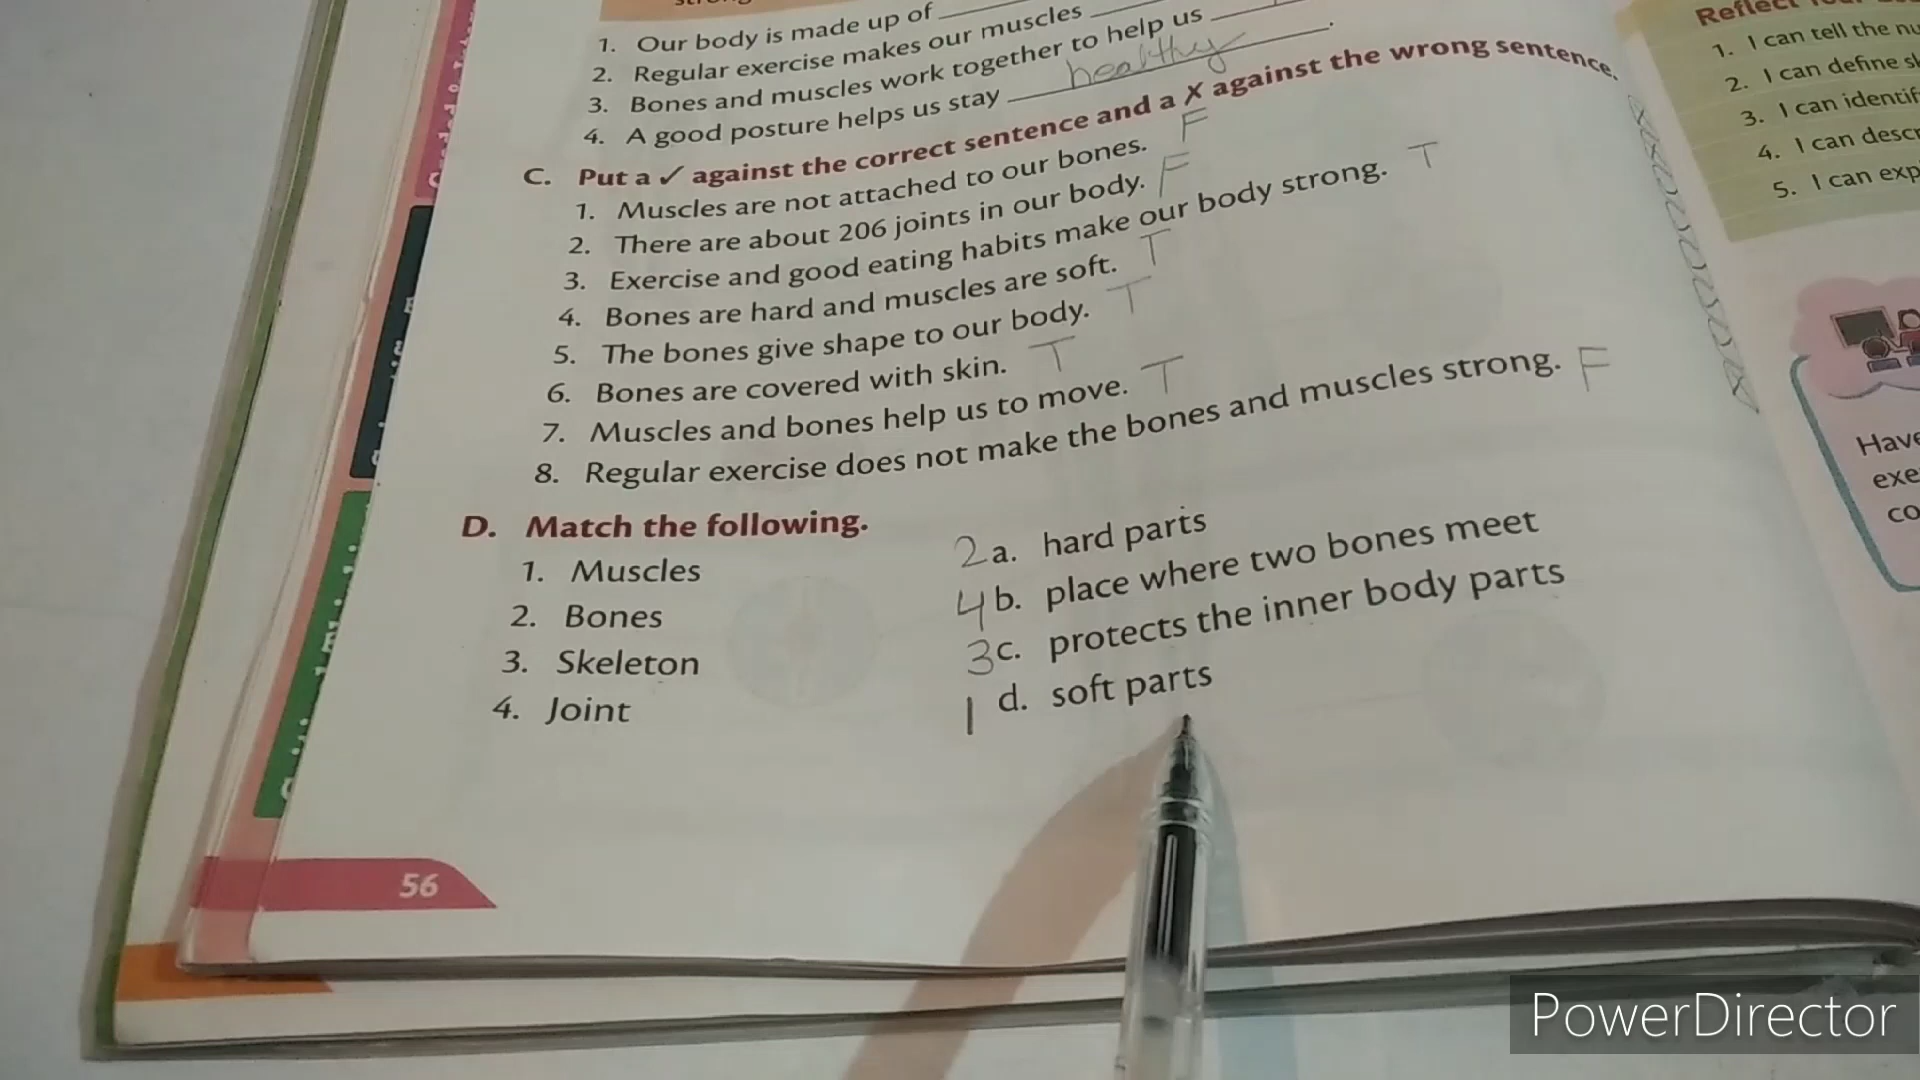 1. Our body is made up of
2. Regular exercise makes our muscles
3. Bones and muscles work together to help us
4. A good posture helps us stay healthy.
C. Put a ✓ against the correct sentence and a X against the wrong sentence.
1. Muscles are not attached to our bones. F
2. There are about 206 joints in our body. F
3. Exercise and good eating habits make our body strong. T
4. Bones are hard and muscles are soft. T
5. The bones give shape to our body. T
6. Bones are covered with skin. T
7. Muscles and bones help us to move. T
8. Regular exercise does not make the bones and muscles strong. F
D. Match the following.
1. Muscles 2 a. hard parts
2. Bones 4 b. place where two bones meet
3. Skeleton 3 c. protects the inner body parts
4. Joint 1 d. soft parts
56
Reflect
1. I can tell the
2. I can define
3. I can
4. I can
5. I can
Have
PowerDirector